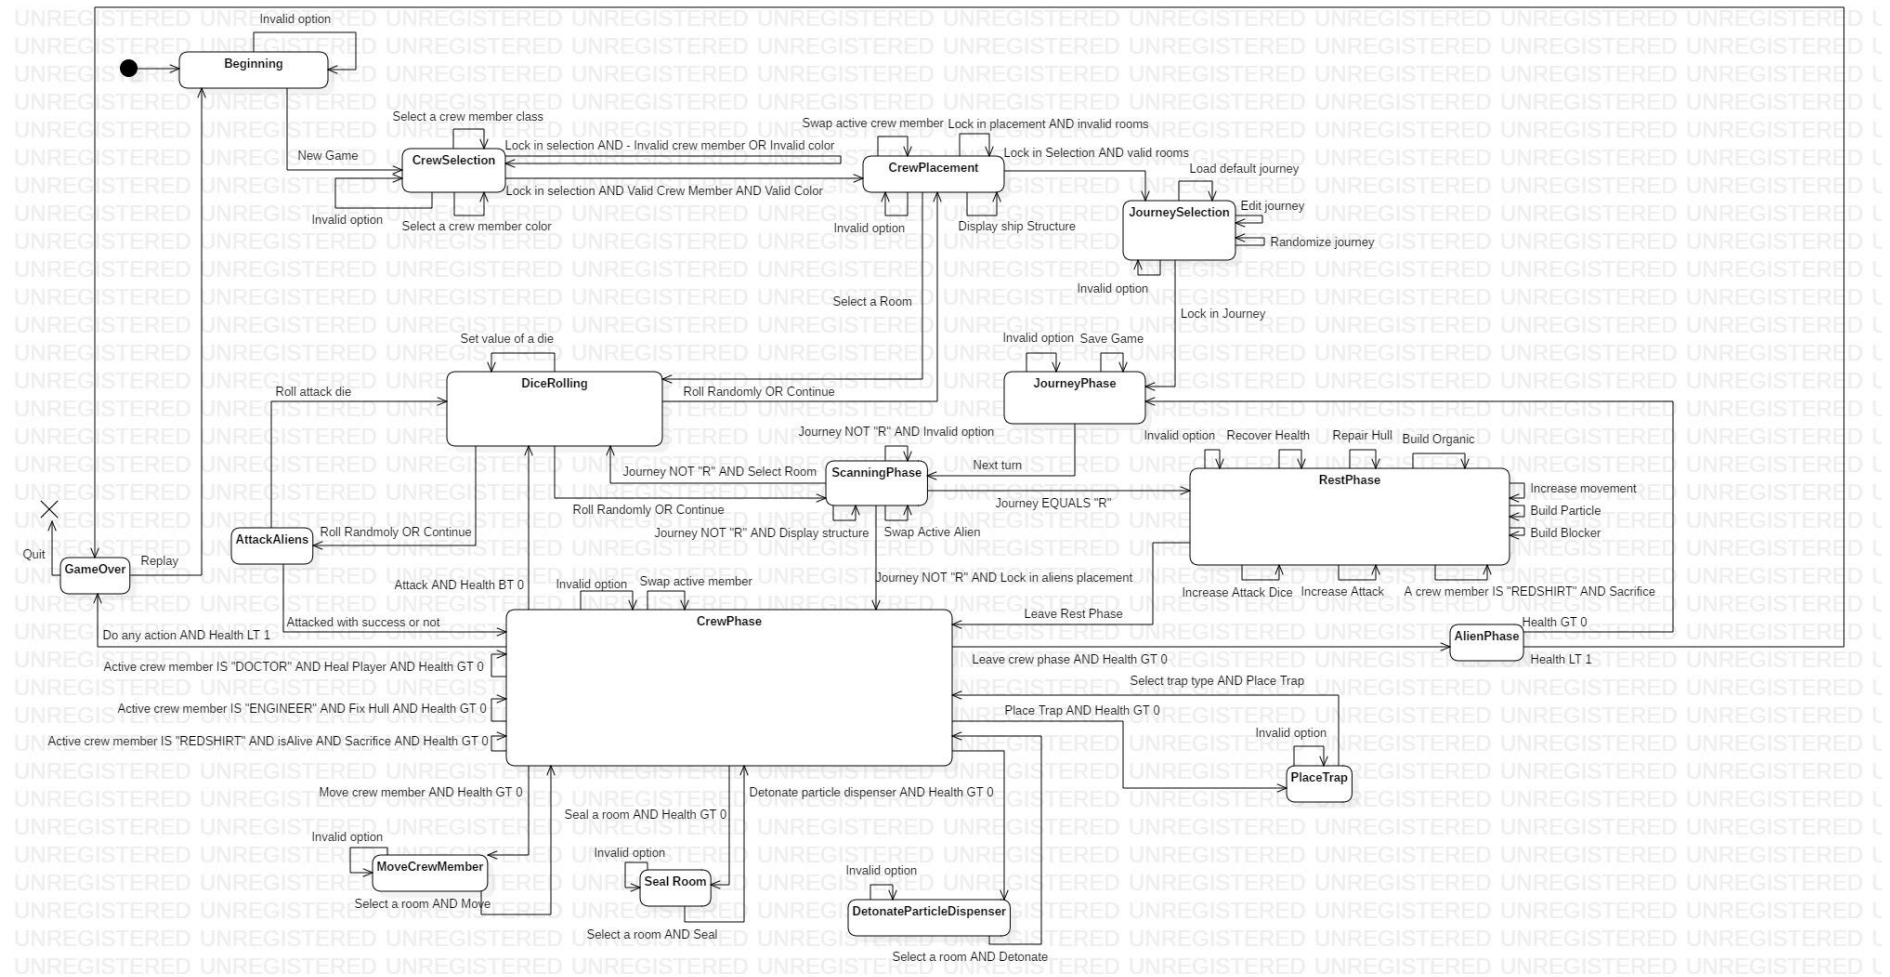 Invalid option
Beginning
Select a crew member class
New Game
CrewSelection
Lock in selection AND - Invalid crew member OR Invalid color
Lock in selection AND Valid Crew Member AND Valid Color
Invalid option
Select a crew member color
Swap active crew member
Lock in placement AND invalid rooms
CrewPlacement
Lock in Selection AND valid rooms
Invalid option
Display ship Structure
Load default journey
JourneySelection
Edit journey
Randomize journey
Invalid option
Select a Room
Lock in Journey
Set value of a die
DiceRolling
Roll attack die
Roll Randomly OR Continue
Invalid option
Save Game
JourneyPhase
Journey NOT "R" AND Invalid option
Journey NOT "R" AND Select Room
ScanningPhase
Next turn
Journey EQUALS "R"
Roll Randomly OR Continue
Journey NOT "R" AND Display structure
Swap Active Alien
Invalid option
Recover Health
Repair Hull
Build Organic
RestPhase
Increase movement
Build Particle
Build Blocker
Increase Attack Dice
Increase Attack
A crew member IS "REDSHIRT" AND Sacrifice
Roll Randmoly OR Continue
AttackAliens
Quit
GameOver
Replay
Attack AND Health BT 0
Invalid option
Swap active member
Journey NOT "R" AND Lock in aliens placement
Leave Rest Phase
CrewPhase
Attacked with success or not
Do any action AND Health LT 1
Active crew member IS "DOCTOR" AND Heal Player AND Health GT 0
Active crew member IS "ENGINEER" AND Fix Hull AND Health GT 0
Active crew member IS "REDSHIRT" AND isAlive AND Sacrifice AND Health GT 0
Leave crew phase AND Health GT 0
Health GT 0
AlienPhase
Health LT 1
Select trap type AND Place Trap
Place Trap AND Health GT 0
Invalid option
PlaceTrap
Move crew member AND Health GT 0
Seal a room AND Health GT 0
Detonate particle dispenser AND Health GT 0
Invalid option
MoveCrewMember
Select a room AND Move
Invalid option
Seal Room
Select a room AND Seal
Invalid option
DetonateParticleDispenser
Select a room AND Detonate
UNREGISTERED